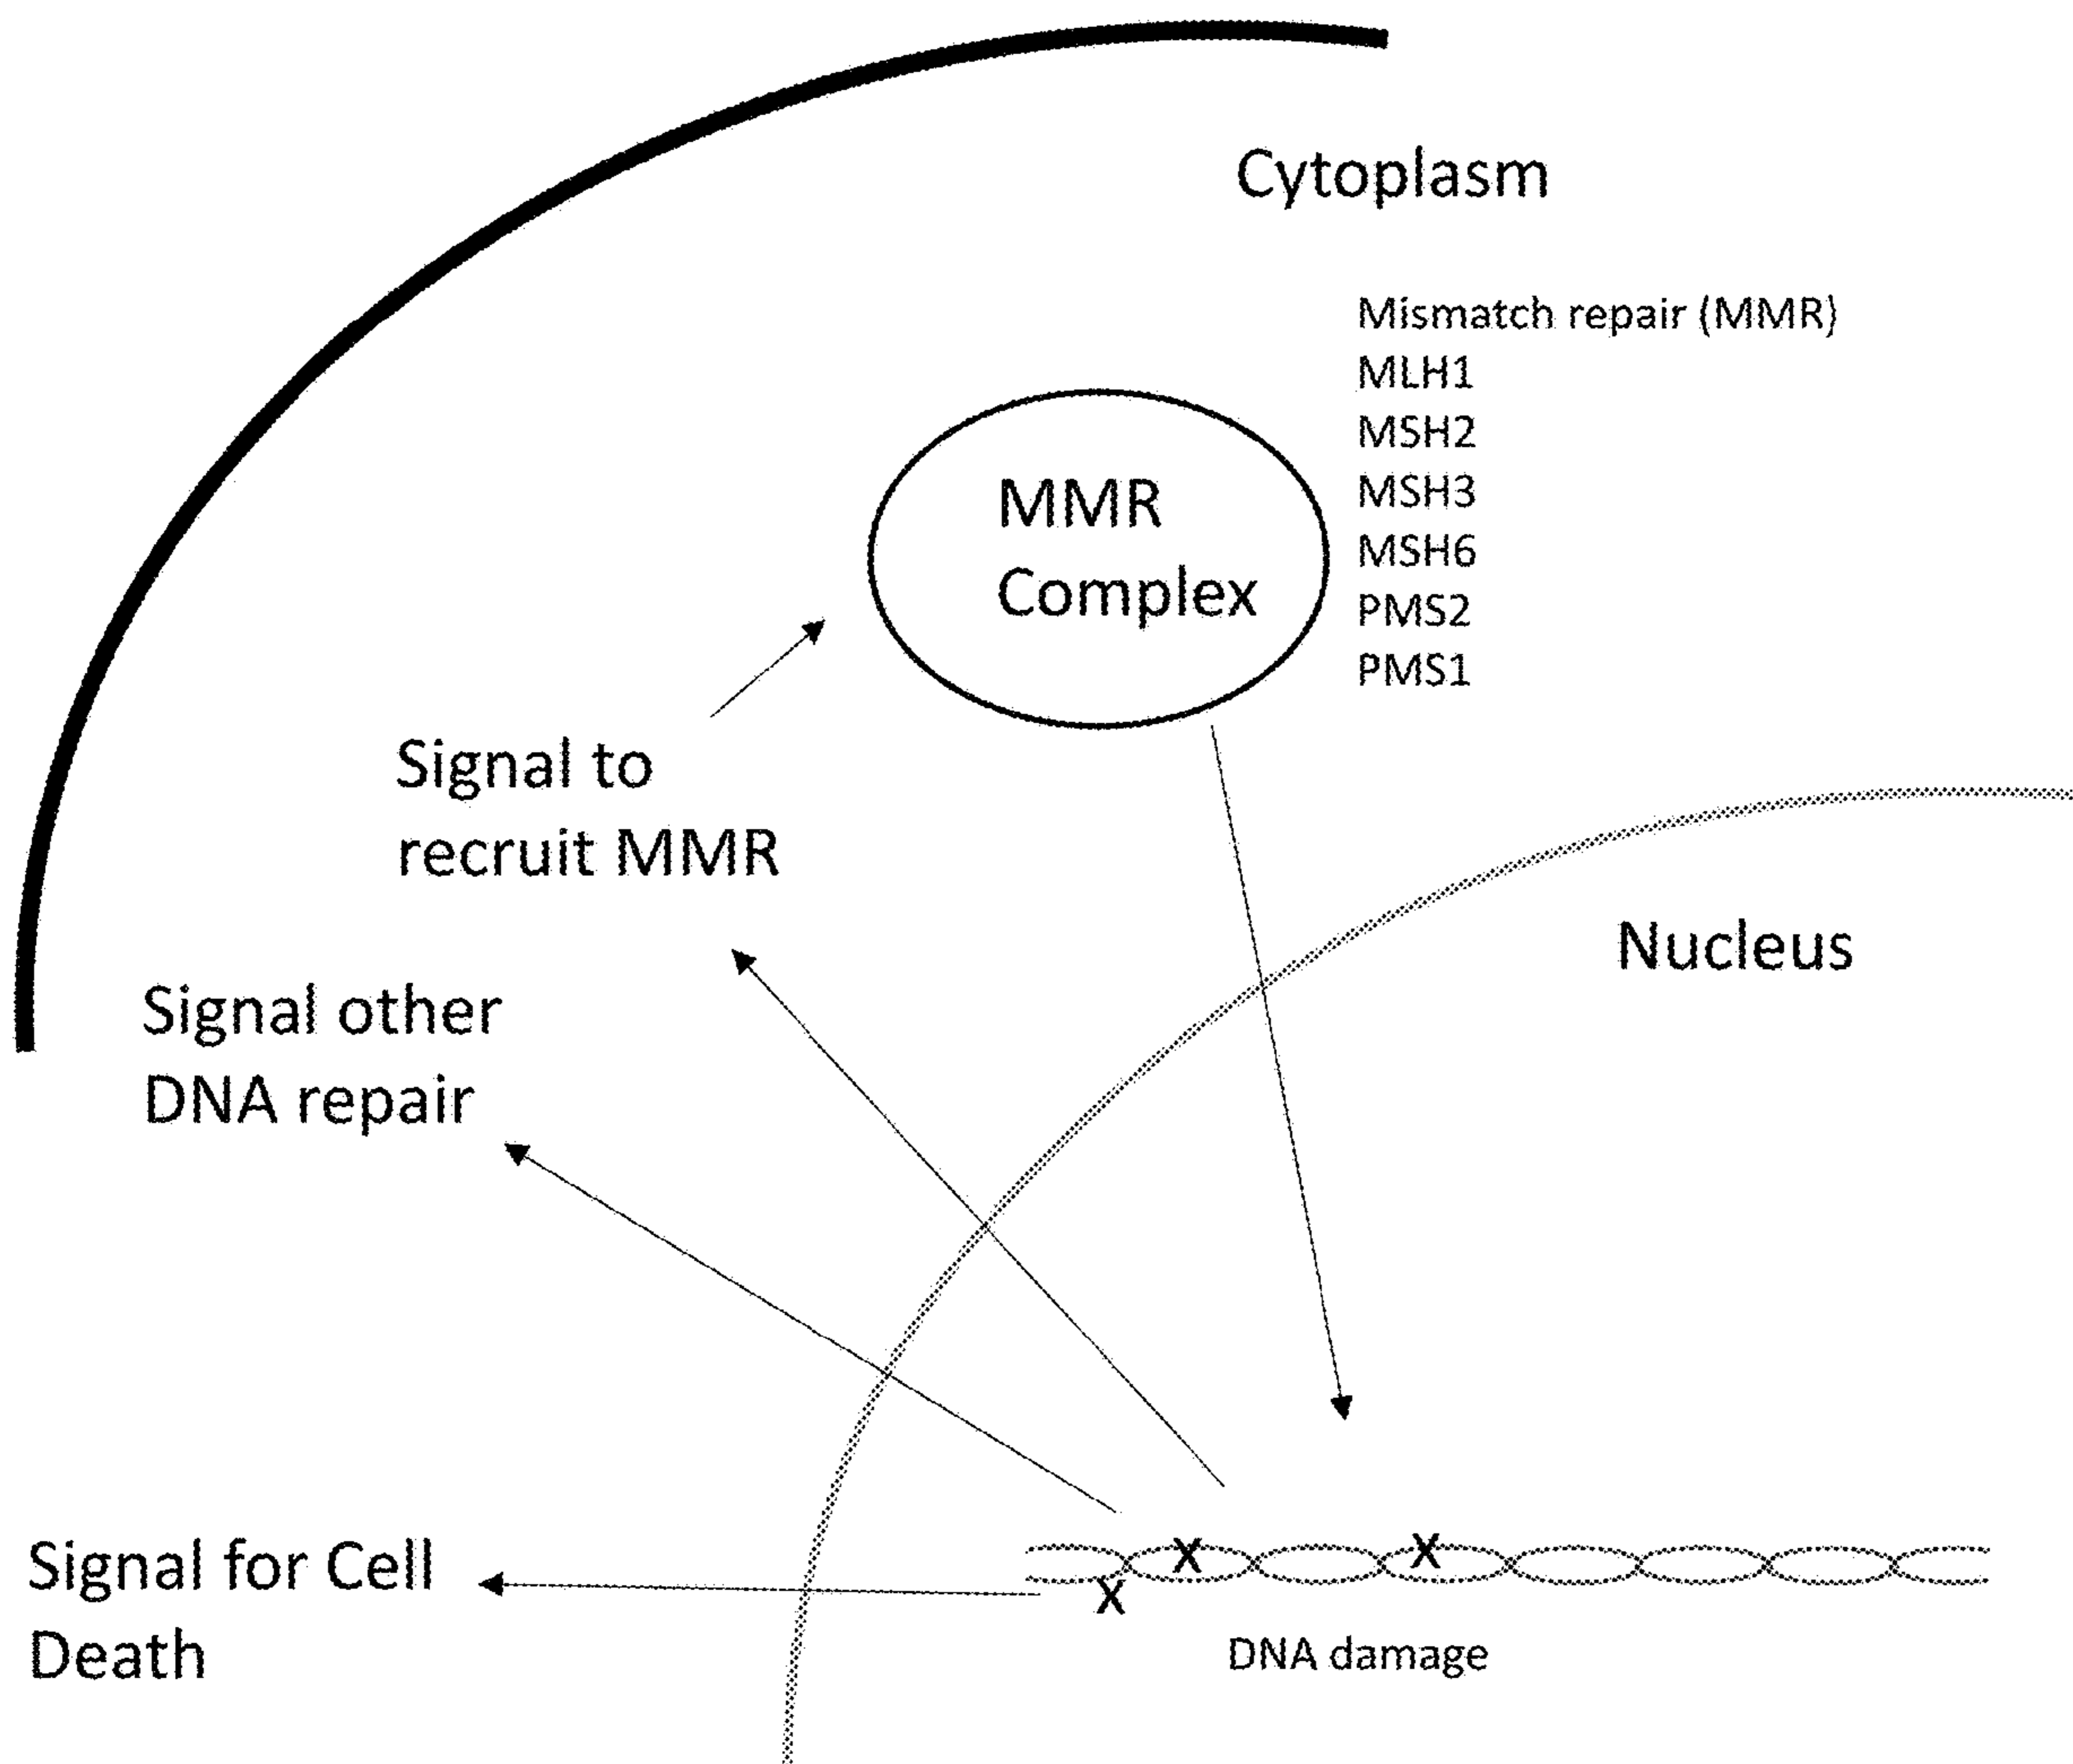 Cytoplasm
Mismatch repair (MMR)
MLH1
MSH2
MSH3
MSH6
PMS2
PMS1
MMR
Complex
Signal to
recruit MMR
Nucleus
Signal other
DNA repair
Signal for Cell
Death
X
X
X
DNA damage